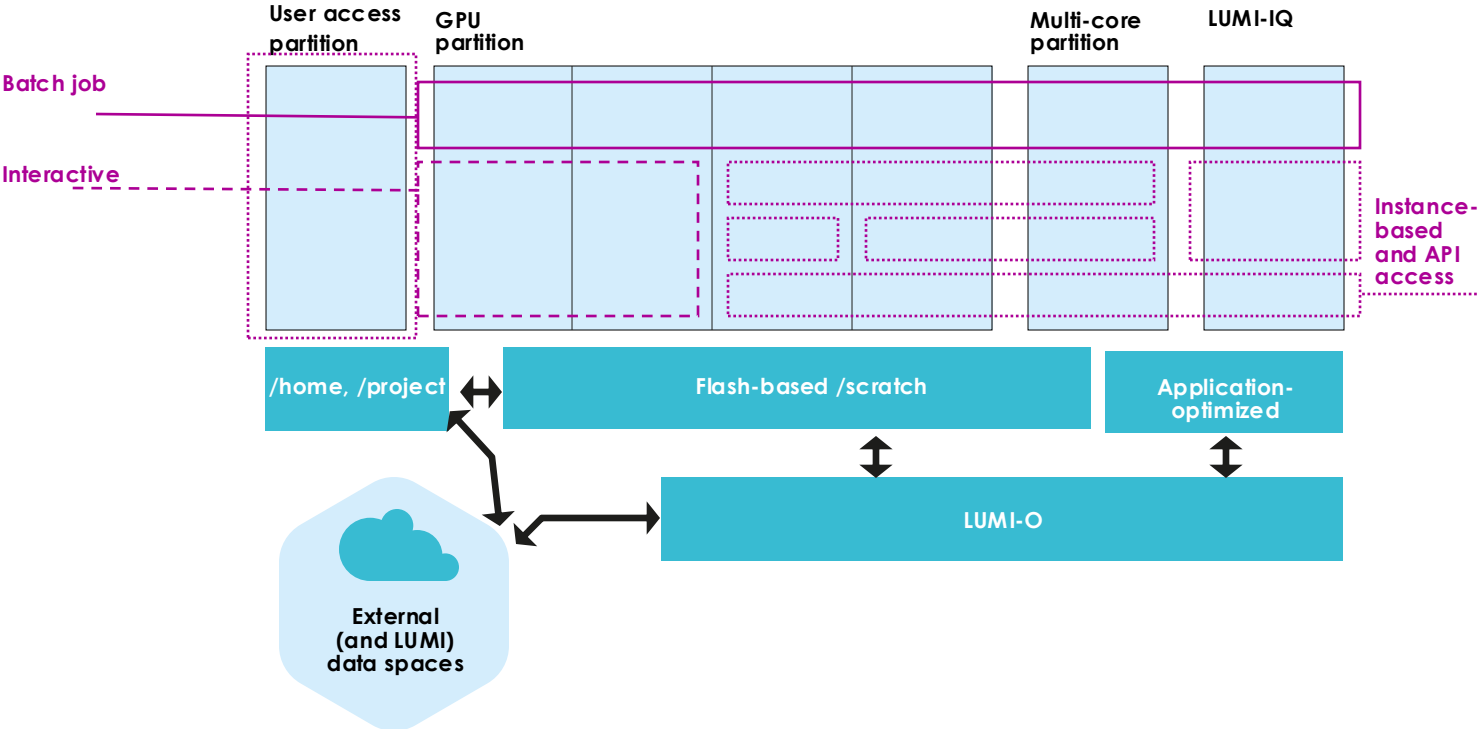 User access
partition
GPU
partition
Multi-core
partition
LUMI-IQ
Batch job
Interactive
Instance-
based
and API
access
/home, /project
Flash-based /scratch
Application-
optimized
LUMI-O
External
(and LUMI)
data spaces